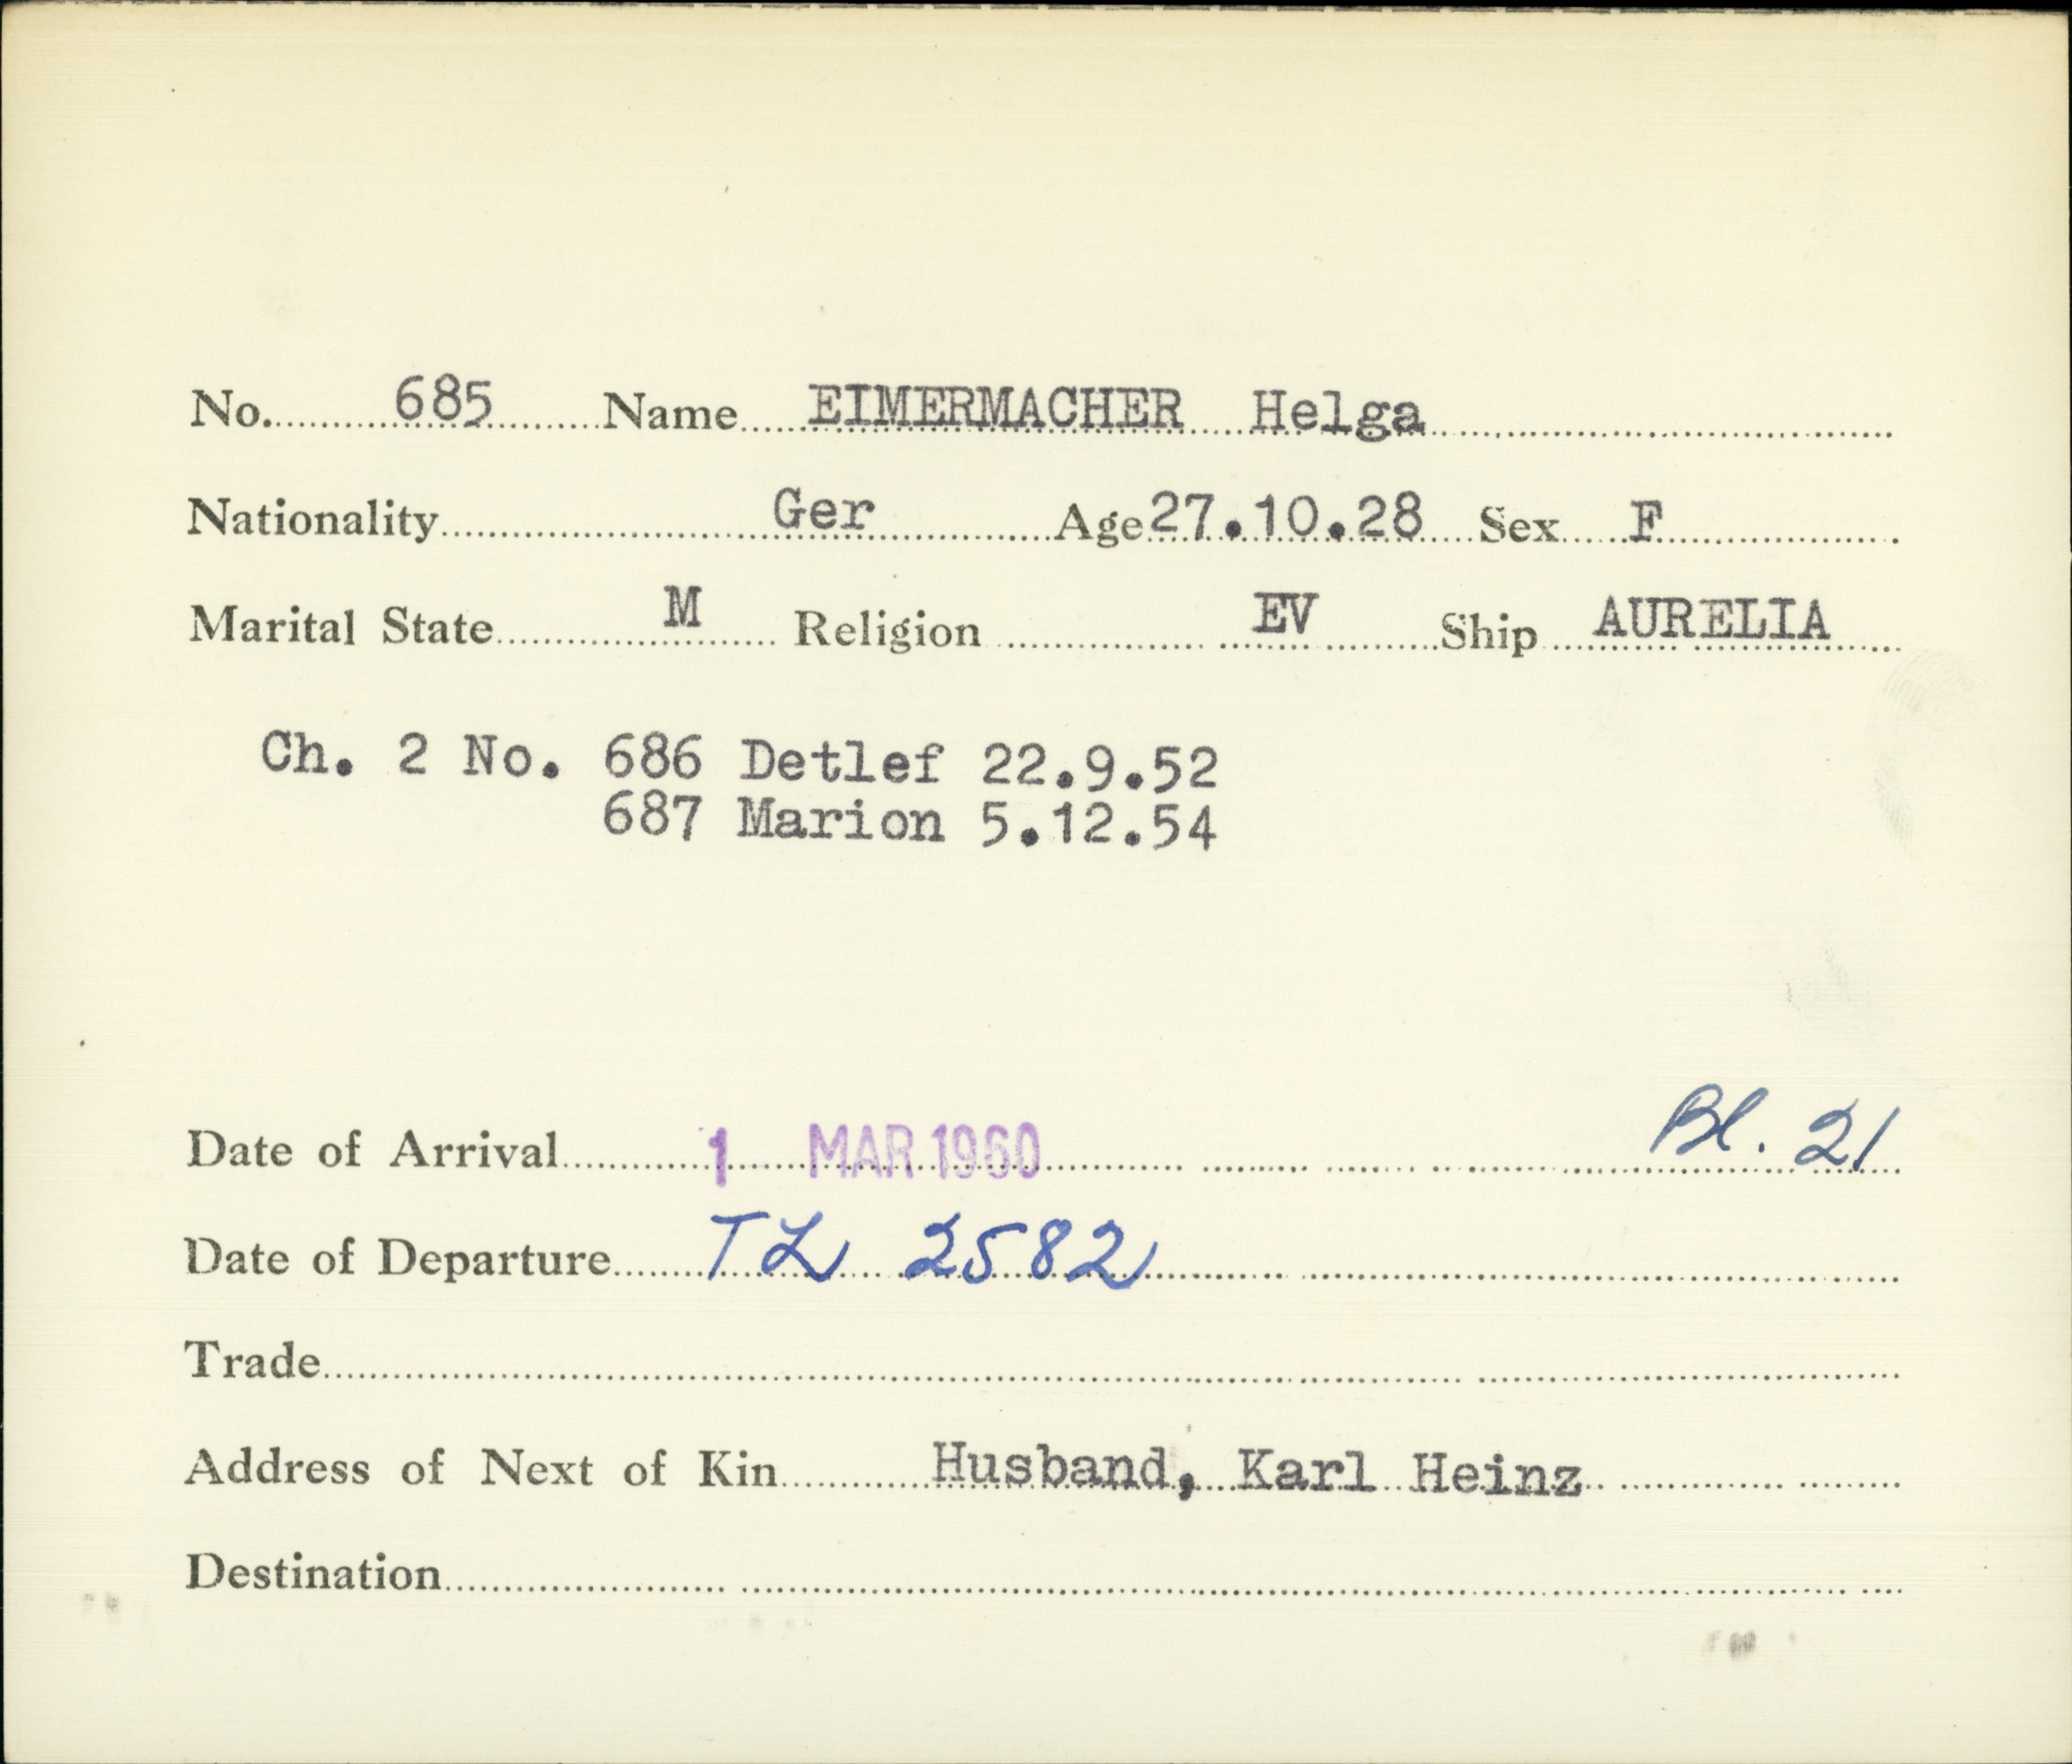 No. 685 Name EIMERMACHER Helga
Nationality Ger Age 27.10.28 Sex F
Marital State M Religion EV Ship AURELIA
Ch. 2 No. 686 Detlef 22.9.52
687 Marion 5.12.54
Date of Arrival 1 MAR 1960 Bl. 21
Date of Departure TL 2582
Trade
Address of Next of Kin Husband, Karl Heinz
Destination